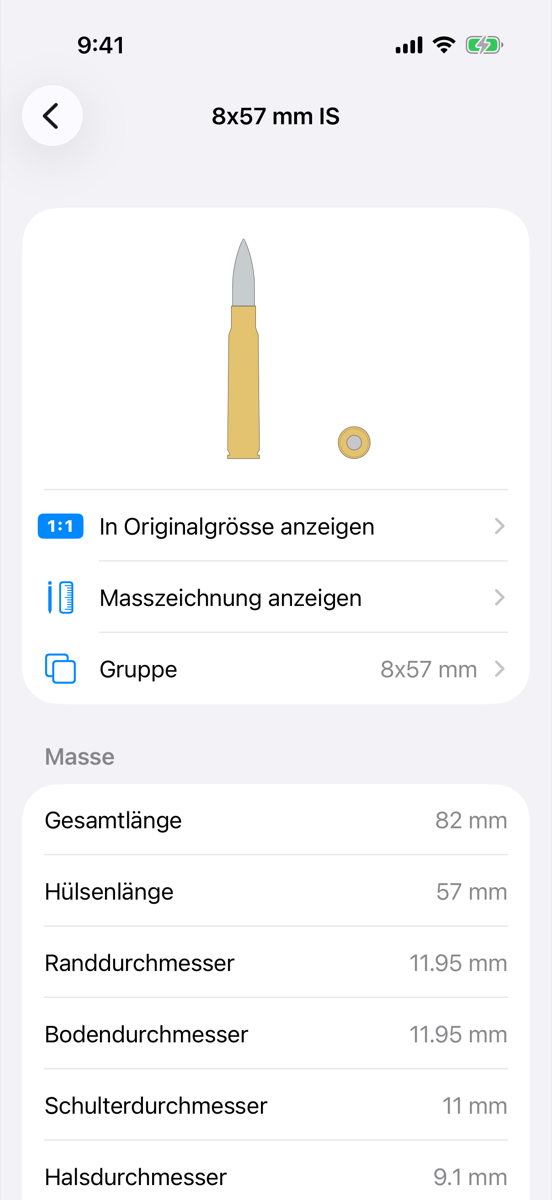 9:41
8x57 mm IS
1:1 In Originalgrösse anzeigen
Masszeichnung anzeigen
Gruppe 8x57 mm
Masse
Gesamtlänge 82 mm
Hülsenlänge 57 mm
Randdurchmesser 11.95 mm
Bodendurchmesser 11.95 mm
Schulterdurchmesser 11 mm
Halsdurchmesser 9.1 mm